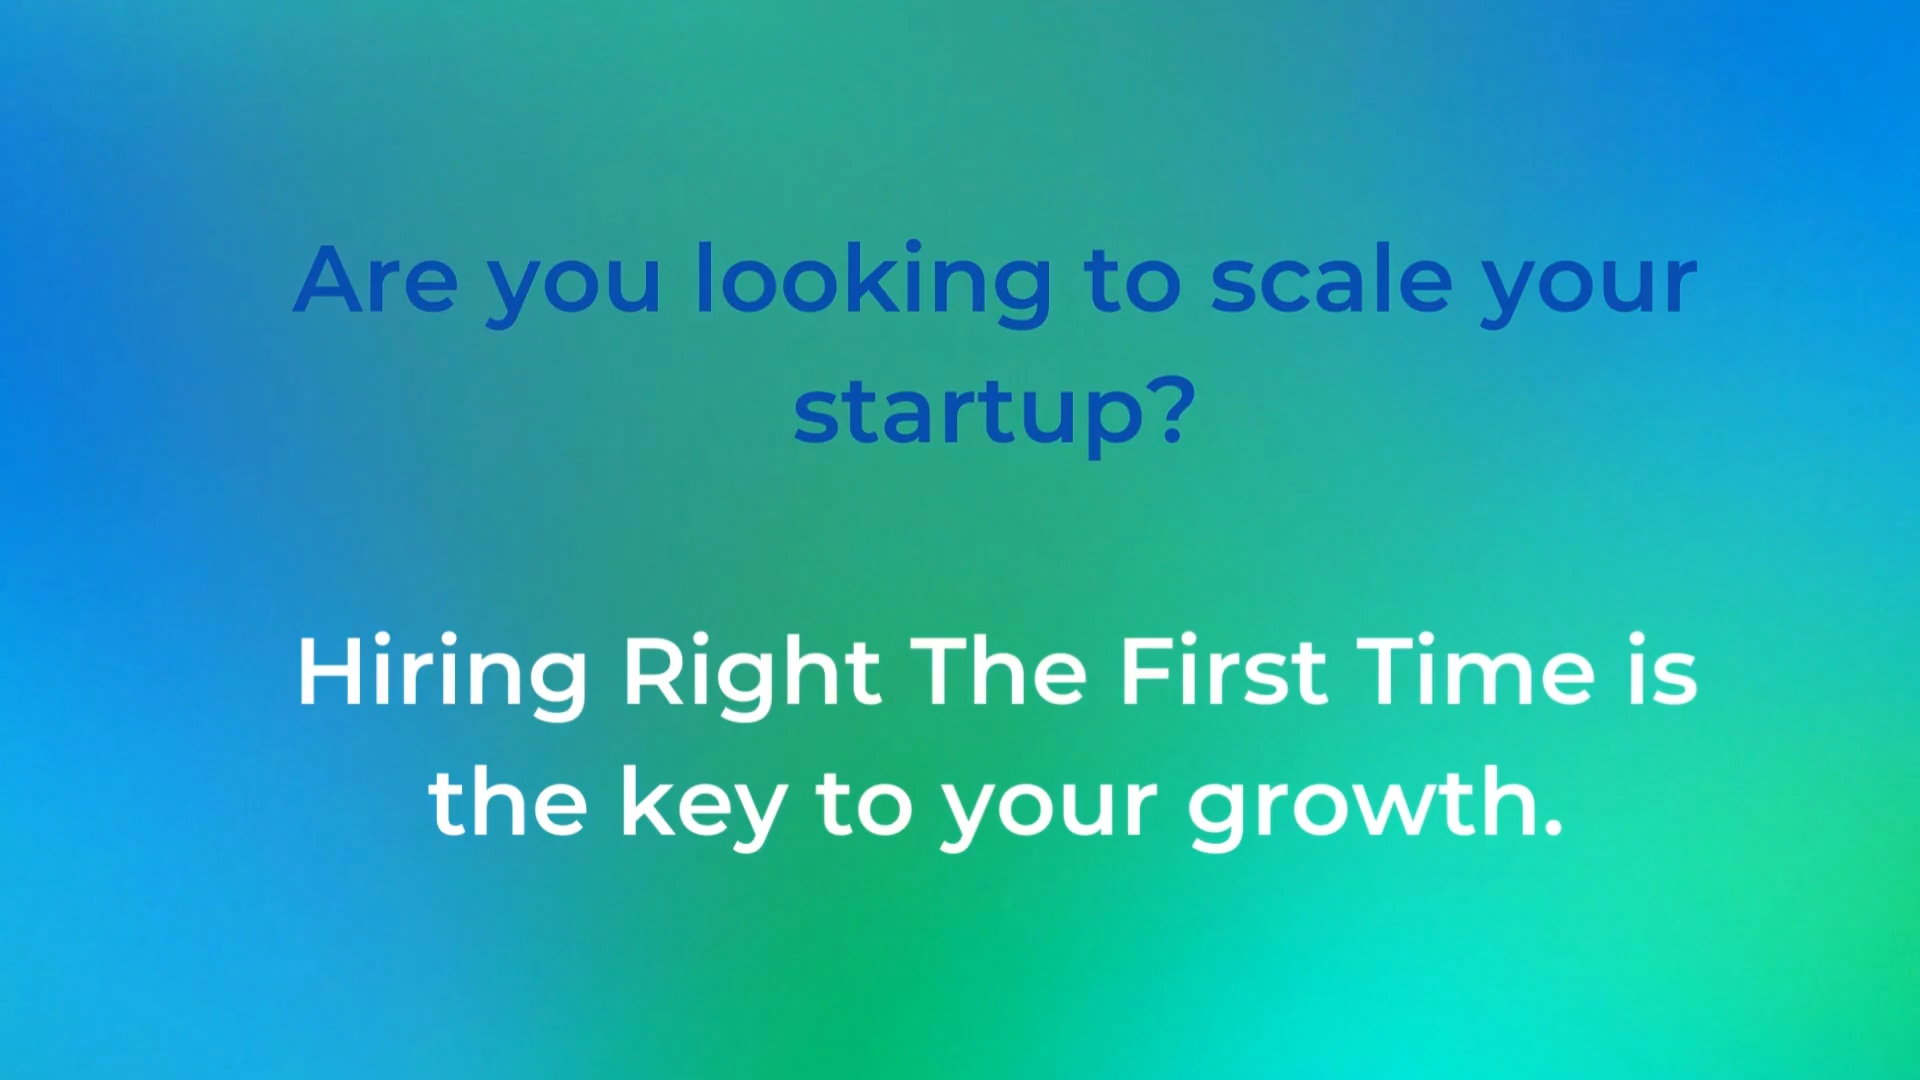 Are you looking to scale your
startup?
Hiring Right The First Time is
the key to your growth.